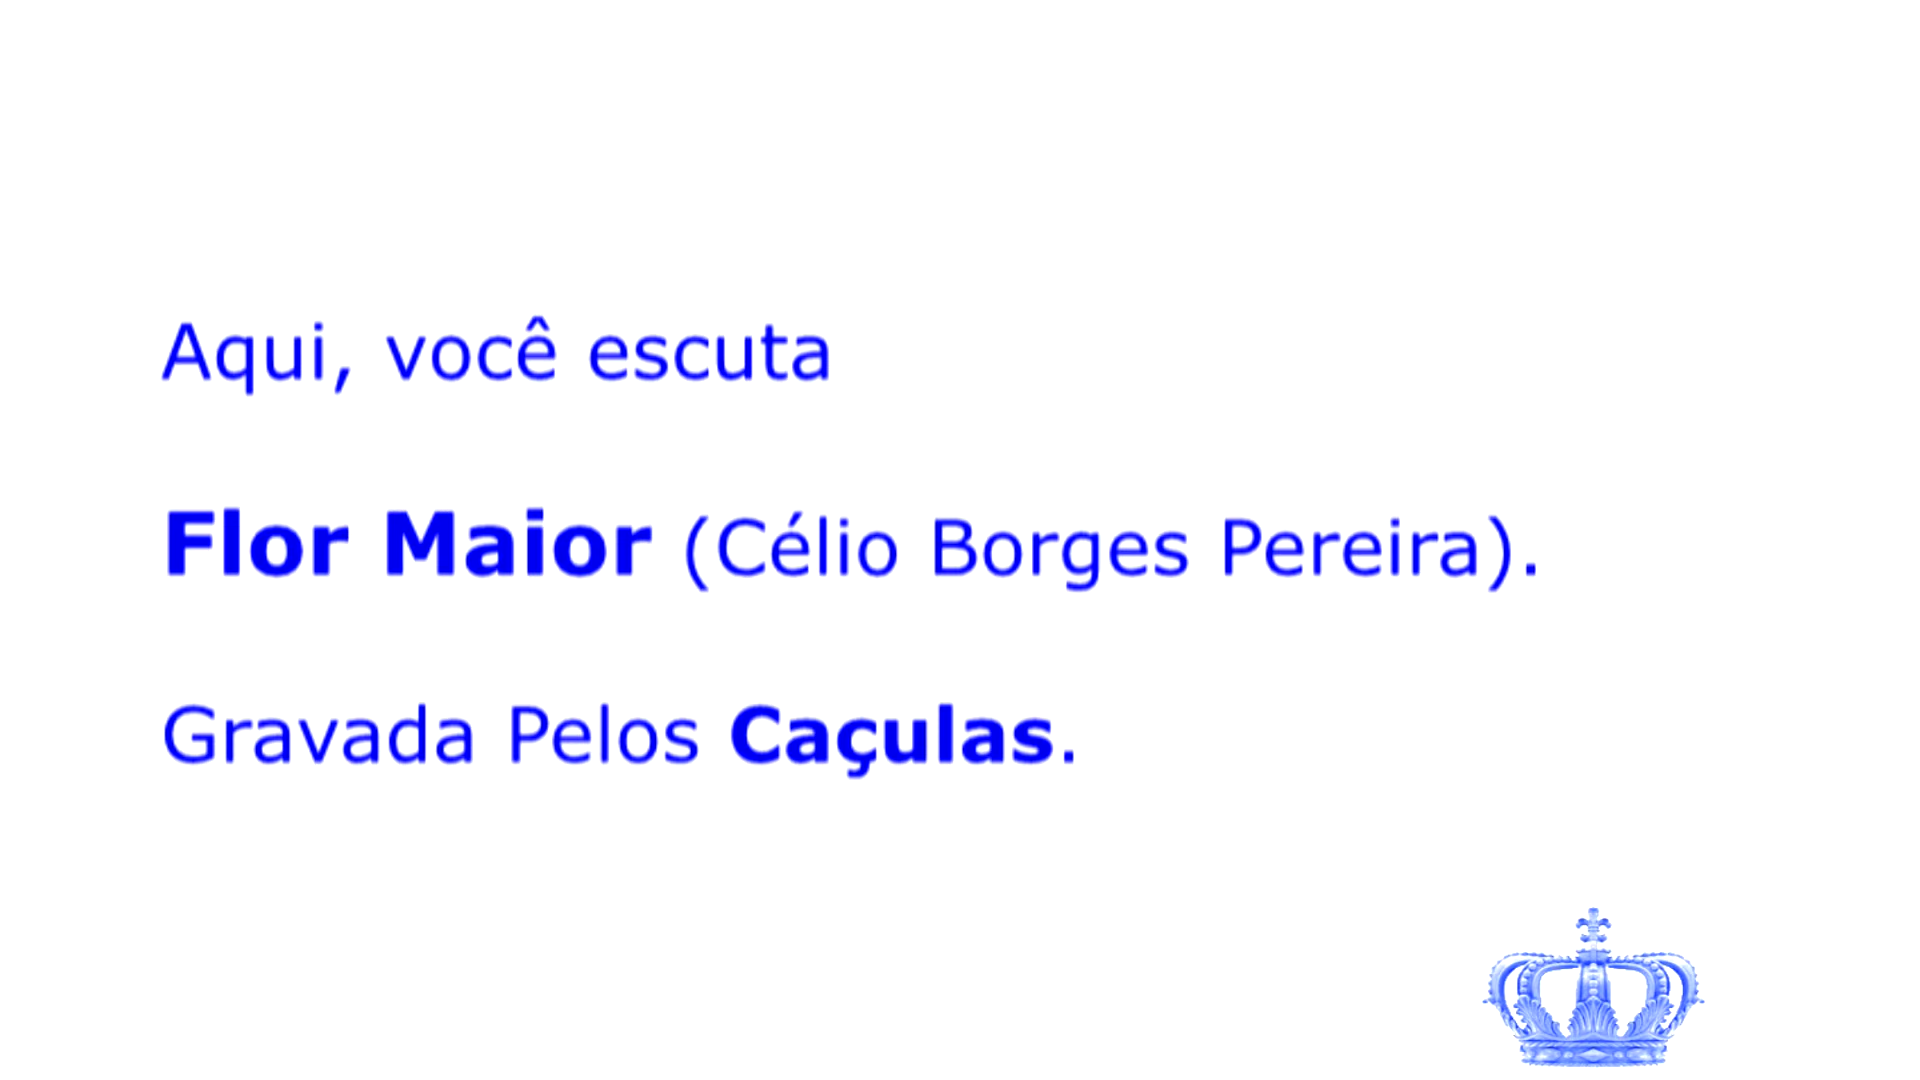 Aqui, você escuta
Flor Maior (Célio Borges Pereira).
Gravada Pelos Caçulas.